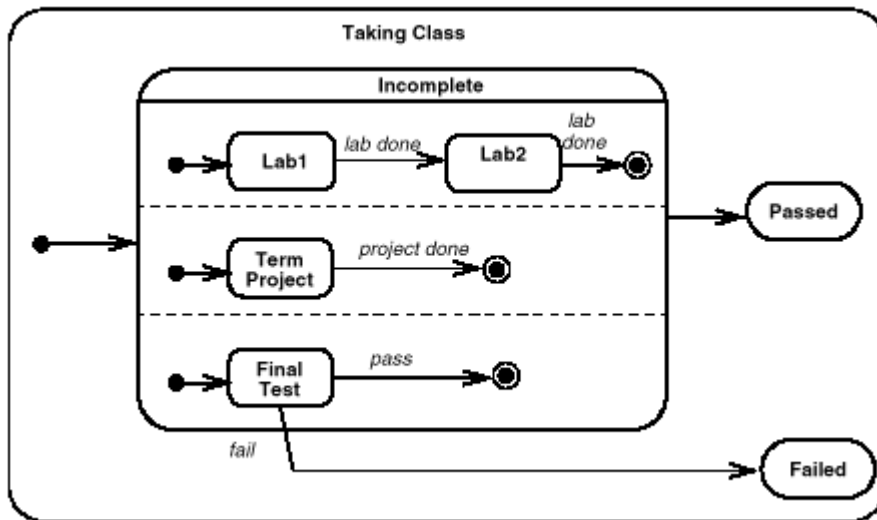 Taking Class
Incomplete
Lab1
lab done
Lab2
lab
done
Passed
Term
Project
project done
Final
Test
pass
fail
Failed